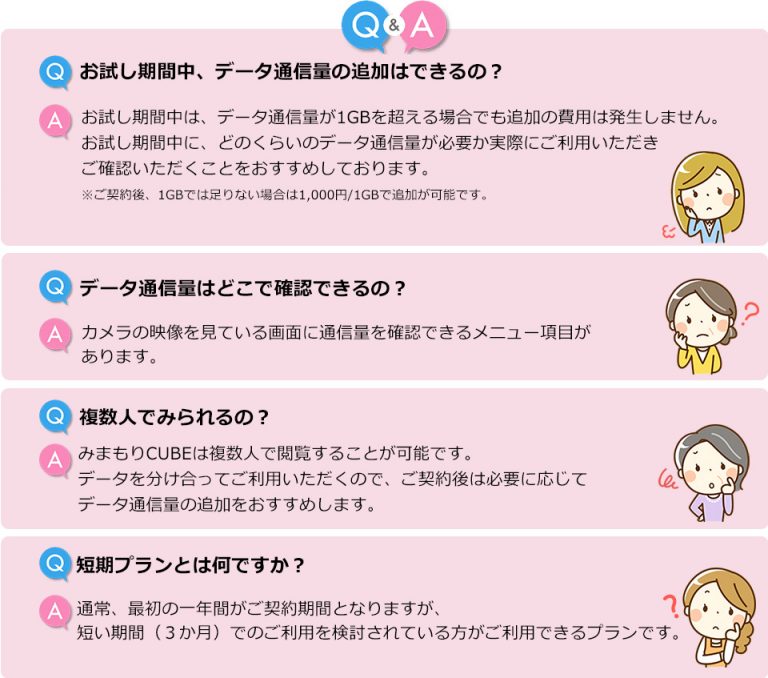 Q&A
Q お試し期間中、データ通信量の追加はできるの？
A お試し期間中は、データ通信量が1GBを超える場合でも追加の費用は発生しません。
お試し期間中に、どのくらいのデータ通信量が必要か実際にご利用いただき
ご確認いただくことをおすすめしております。
※ご契約後、1GBでは足りない場合は1,000円/1GBで追加が可能です。
Q データ通信量はどこで確認できるの？
A カメラの映像を見ている画面に通信量を確認できるメニュー項目が
あります。
?
Q 複数人でみられるの？
A みまもりCUBEは複数人で閲覧することが可能です。
データを分け合ってご利用いただくので、ご契約後は必要に応じて
データ通信量の追加をおすすめします。
Q 短期プランとは何ですか？
?
A 通常、最初の一年間がご契約期間となりますが、
短い期間（３か月）でのご利用を検討されている方がご利用できるプランです。